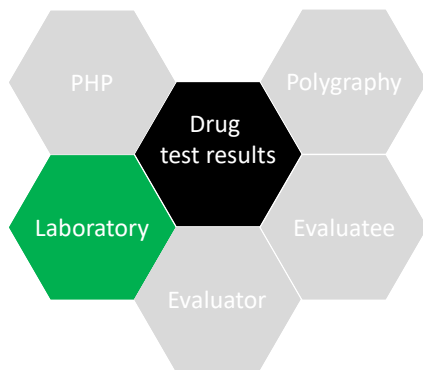 PHP
Polygraphy
Drug
test results
Laboratory
Evaluatee
Evaluator